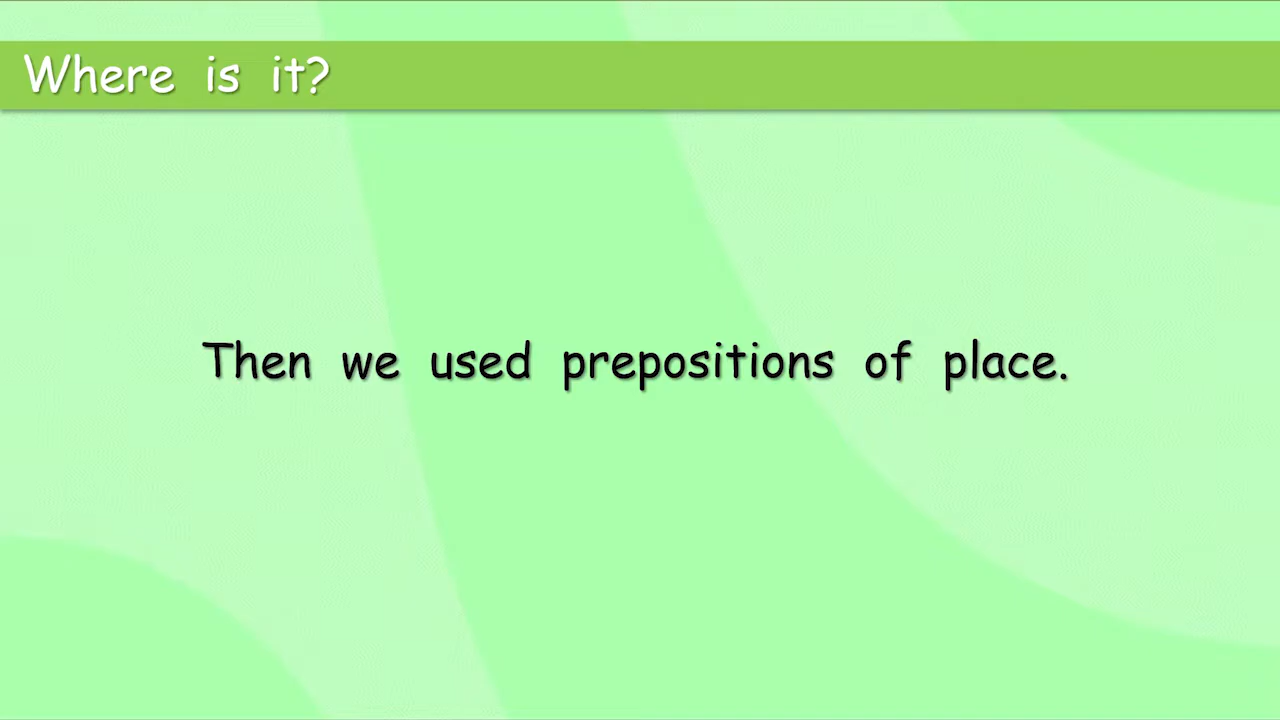 Where is it?
Then we used prepositions of place.